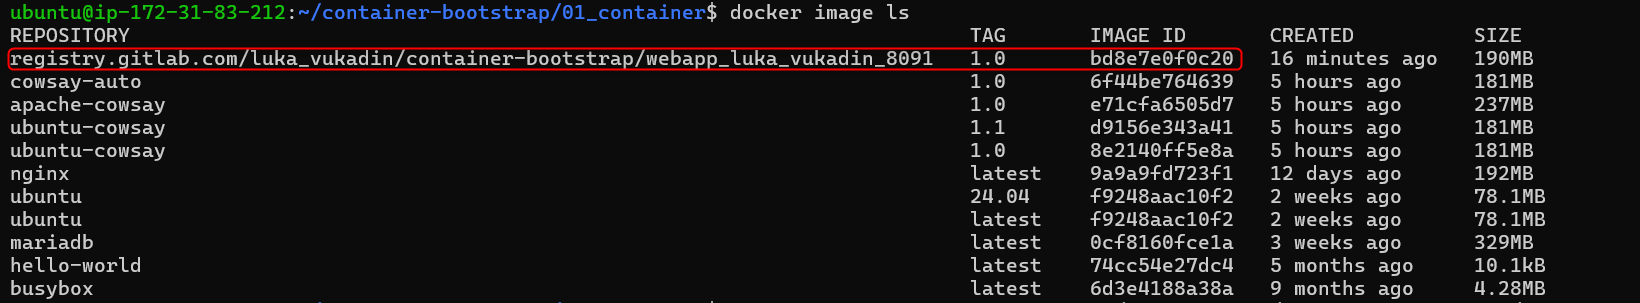 ubuntu@ip-172-31-83-212:~/container-bootstrap/01_container$ docker image ls
REPOSITORY TAG IMAGE ID CREATED SIZE
registry.gitlab.com/luka_vukadin/container-bootstrap/webapp_luka_vukadin_8091 1.0 bd8e7e0f0c20 16 minutes ago 190MB
cowsay-auto 1.0 6f44be764639 5 hours ago 181MB
apache-cowsay 1.0 e71cfa6505d7 5 hours ago 237MB
ubuntu-cowsay 1.1 d9156e343a41 5 hours ago 181MB
ubuntu-cowsay 1.0 8e2140ff5e8a 5 hours ago 181MB
nginx latest 9a9a9fd723f1 12 days ago 192MB
ubuntu 24.04 f9248aac10f2 2 weeks ago 78.1MB
ubuntu latest f9248aac10f2 2 weeks ago 78.1MB
mariadb latest 0cf8160fce1a 3 weeks ago 329MB
hello-world latest 74cc54e27dc4 5 months ago 10.1kB
busybox latest 6d3e4188a38a 9 months ago 4.28MB